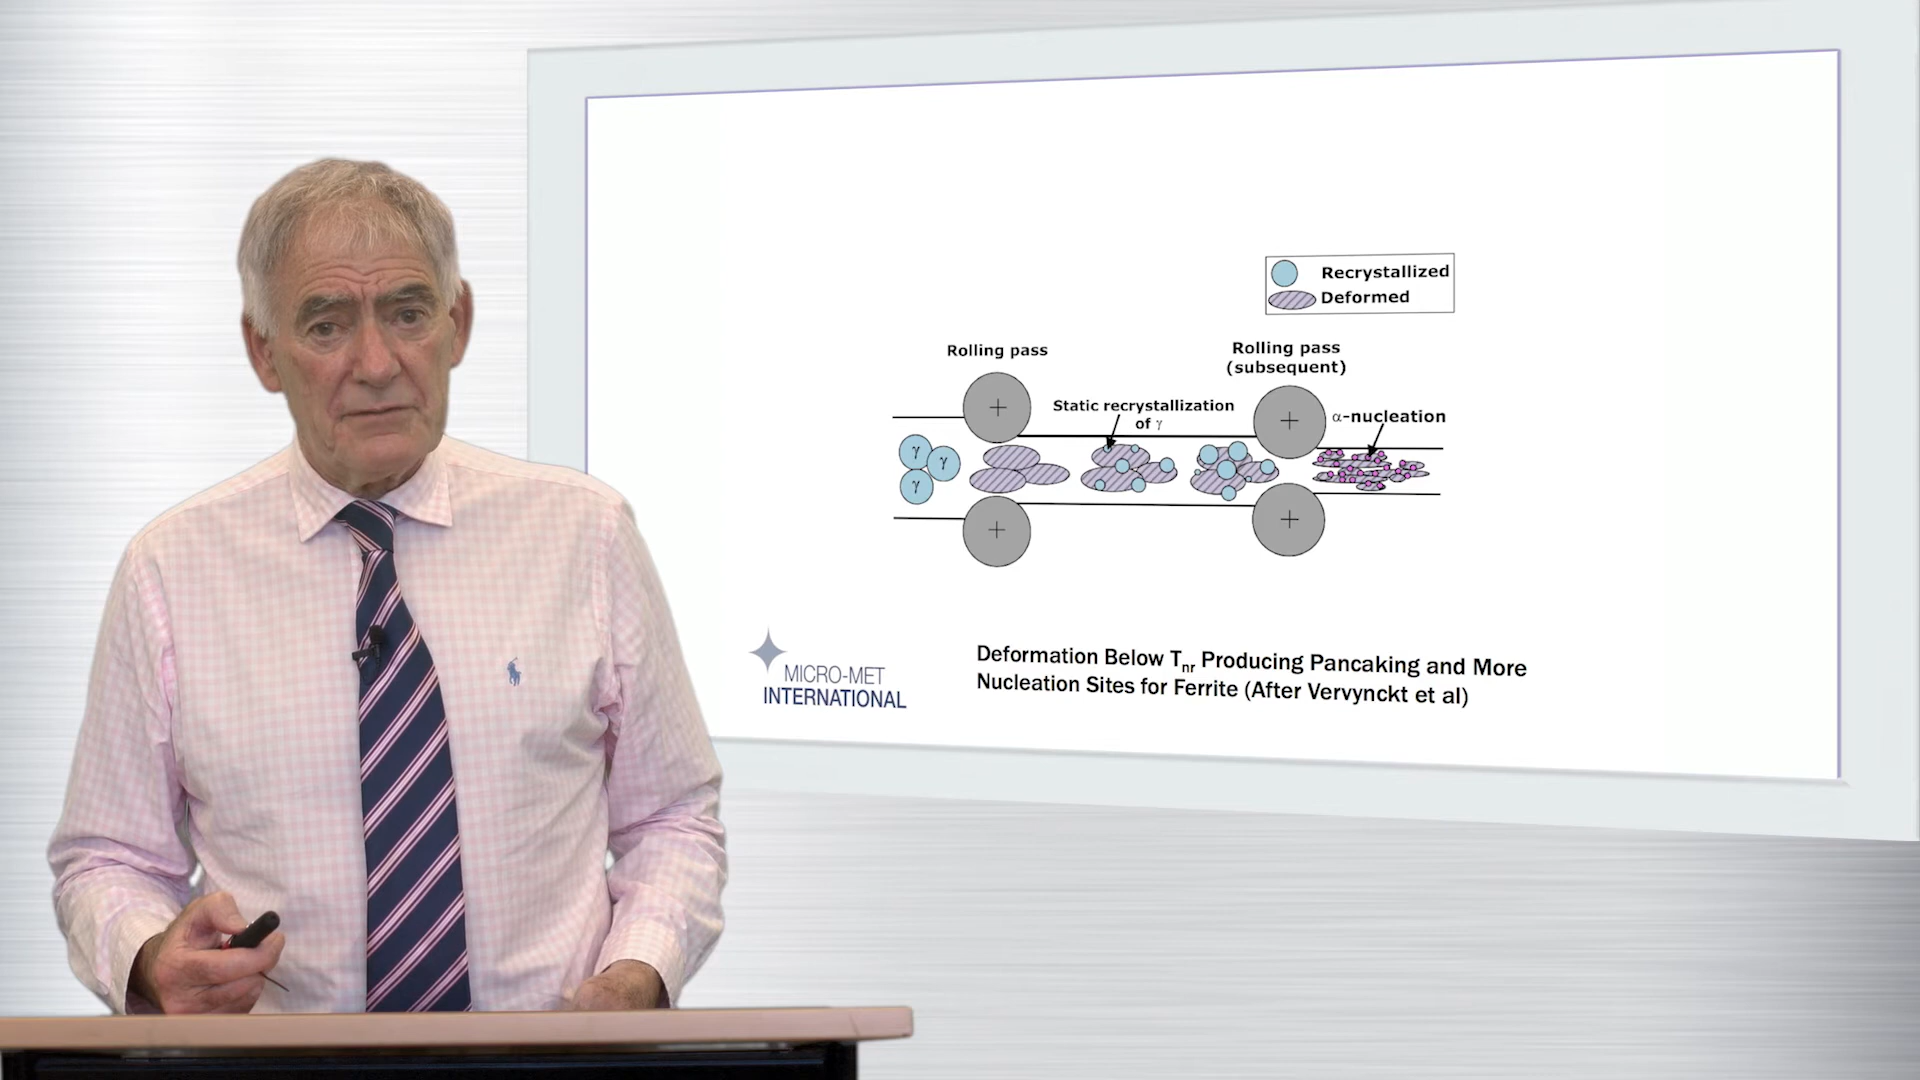 Recrystallized
Deformed
Rolling pass
Rolling pass
(subsequent)
Static recrystallization
of γ
α-nucleation
γ
γ
γ
MICRO-MET
INTERNATIONAL
Deformation Below Tnr Producing Pancaking and More
Nucleation Sites for Ferrite (After Vervynckt et al)